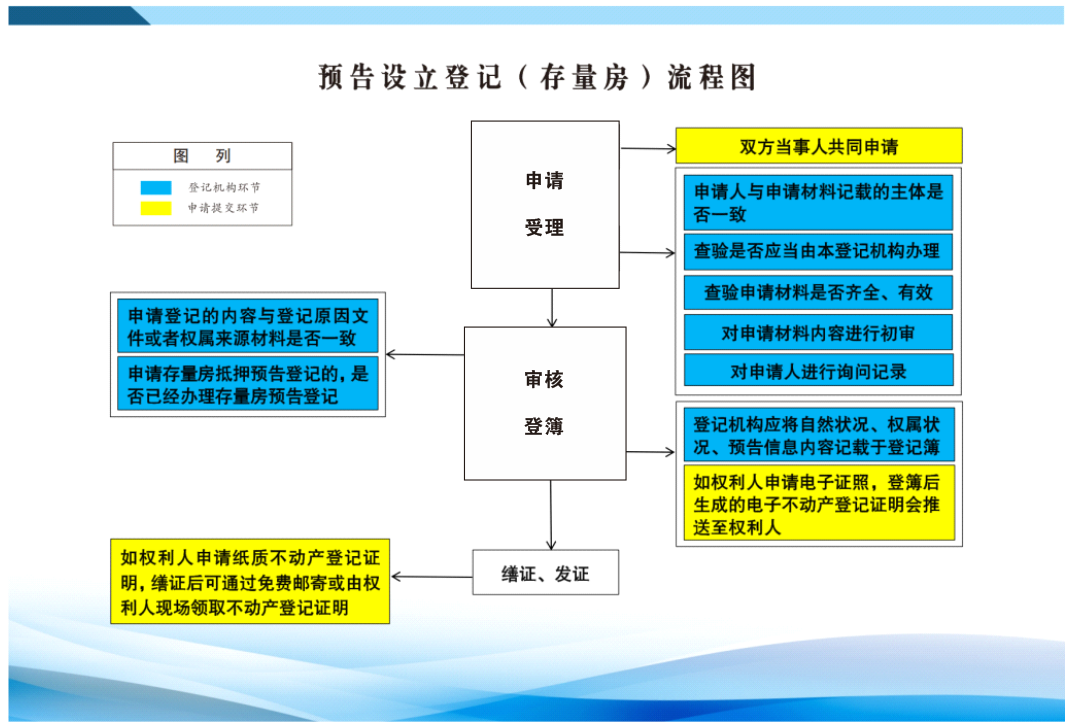 预告设立登记（存量房）流程图
图 列
登记机构环节
申请提交环节
申请
受理
双方当事人共同申请
申请人与申请材料记载的主体是
否一致
查验是否应当由本登记机构办理
查验申请材料是否齐全、有效
对申请材料内容进行初审
对申请人进行询问记录
申请登记的内容与登记原因文
件或者权属来源材料是否一致
申请存量房抵押预告登记的，是
否已经办理存量房预告登记
审核
登簿
登记机构应将自然状况、权属状
况、预告信息内容记载于登记簿
如权利人申请电子证照，登簿后
生成的电子不动产登记证明会推
送至权利人
缮证、发证
如权利人申请纸质不动产登记证
明，缮证后可通过免费邮寄或由权
利人现场领取不动产登记证明